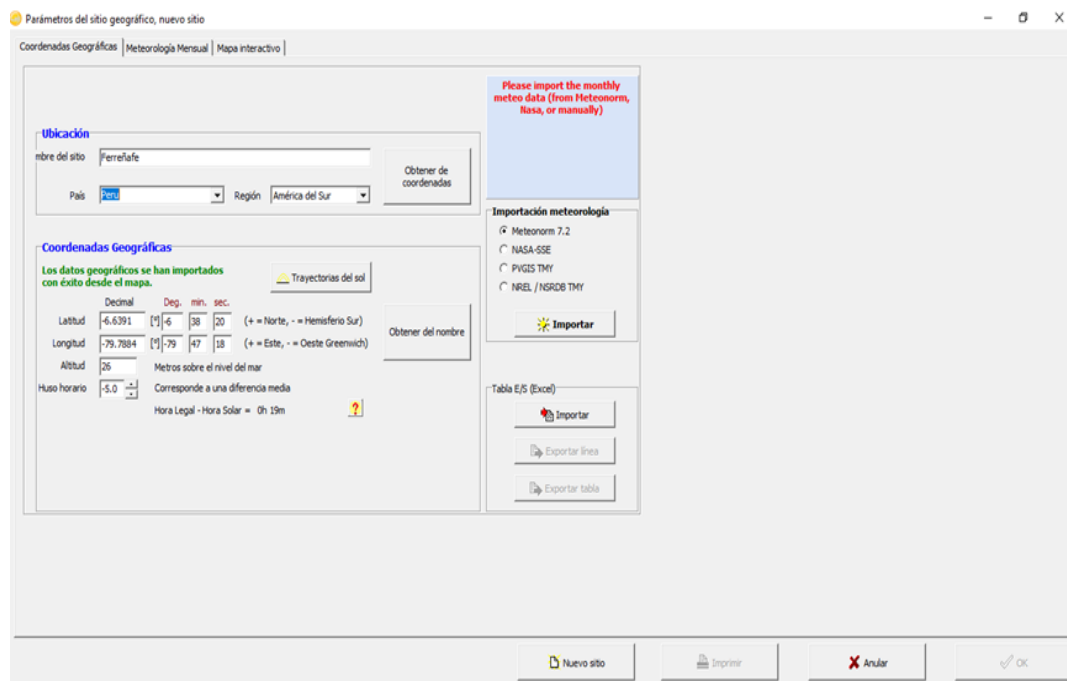 Parámetros del sitio geográfico, nuevo sitio
Coordenadas Geográficas Meteorología Mensual Mapa interactivo
Please import the monthly
meteo data (from Meteonorm,
Nasa, or manually)
Ubicación
mbre del sitio Ferreñafe
Obtener de
coordenadas
País Peru Región América del Sur
Importación meteorología
Meteonorm 7.2
NASA-SSE
PVGIS TMY
NREL / NSRDB TMY
Importar
Coordenadas Geográficas
Los datos geográficos se han importados
con éxito desde el mapa.
Trayectorias del sol
Decimal Deg. min. sec.
Latitud -6.6391 [°] -6 38 20 (+ = Norte, - = Hemisferio Sur)
Longitud -79.7884 [°] -79 47 18 (+ = Este, - = Oeste Greenwich)
Obtener del nombre
Altitud 26 Metros sobre el nivel del mar
Huso horario -5.0 Corresponde a una diferencia media
Hora Legal - Hora Solar = 0h 19m ?
Tabla E/S (Excel)
Importar
Exportar línea
Exportar tabla
Nuevo sitio Imprimir Anular OK